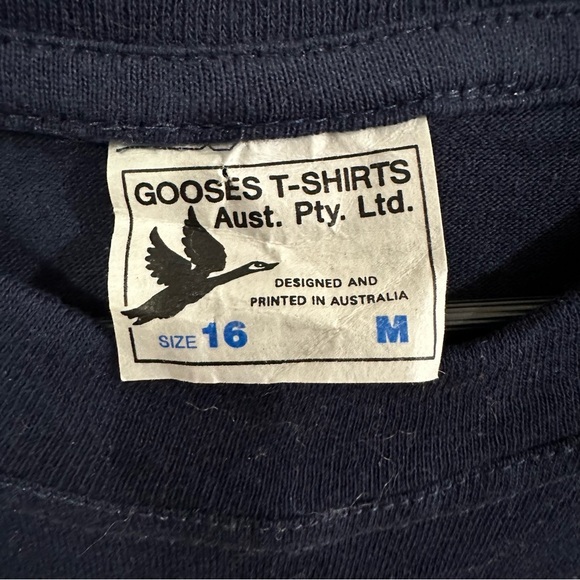 GOOSES T-SHIRTS
Aust. Pty. Ltd.
DESIGNED AND
PRINTED IN AUSTRALIA
SIZE 16 M